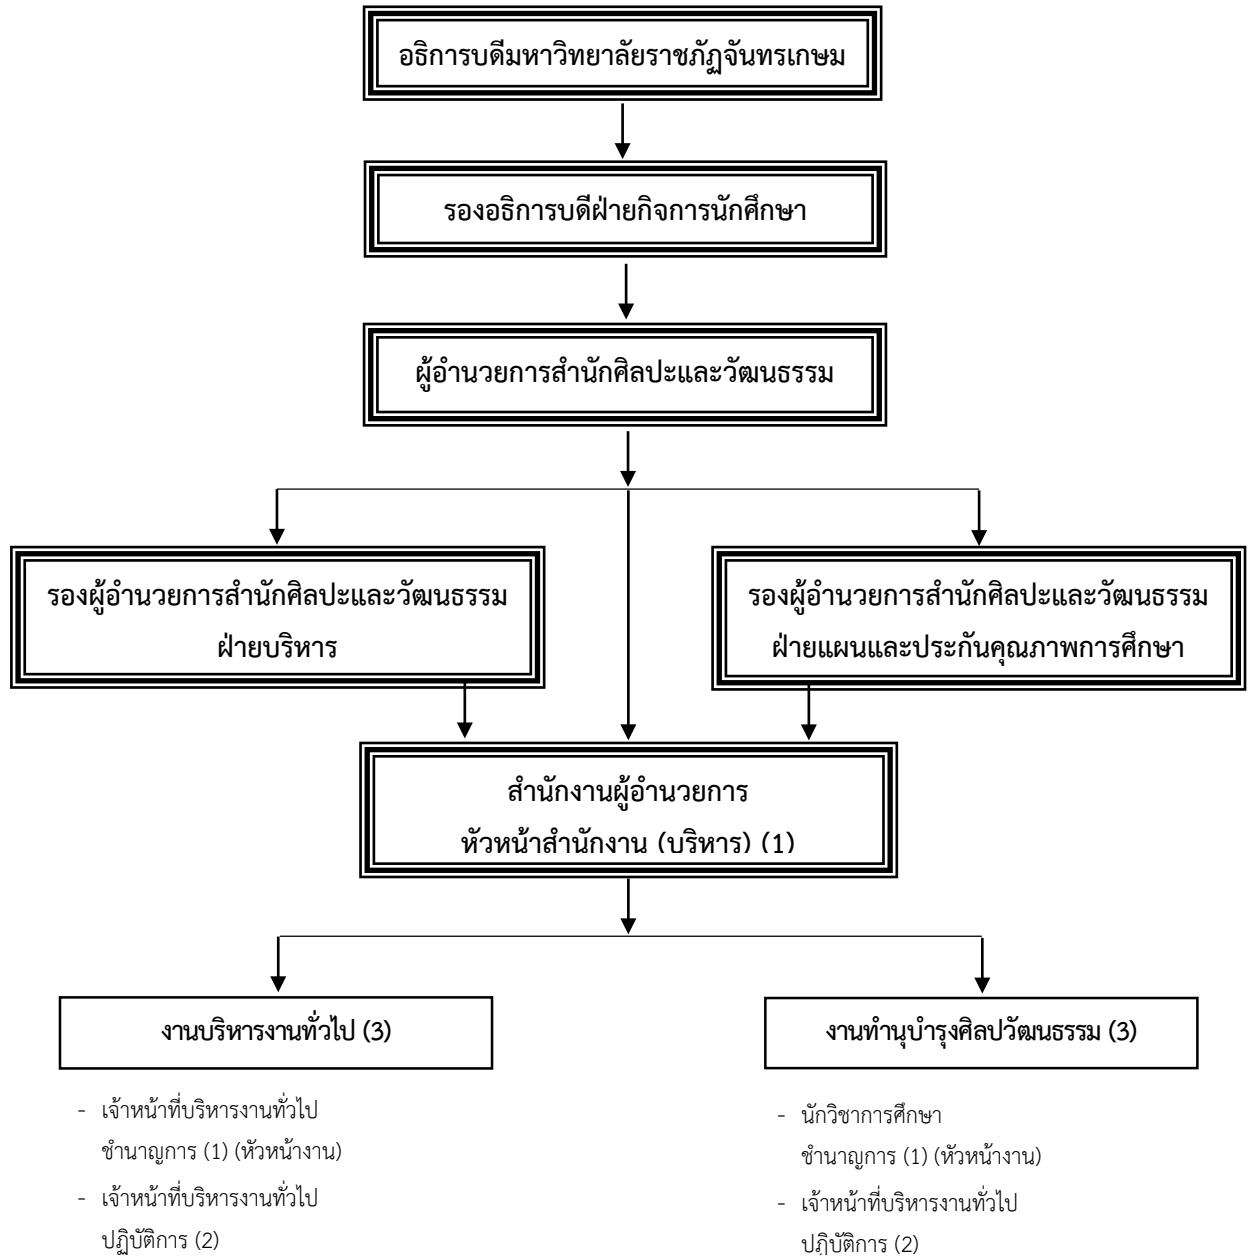 อธิการบดีมหาวิทยาลัยราชภัฏจันทรเกษม
รองอธิการบดีฝ่ายกิจการนักศึกษา
ผู้อำนวยการสำนักศิลปะและวัฒนธรรม
รองผู้อำนวยการสำนักศิลปะและวัฒนธรรม
ฝ่ายบริหาร
รองผู้อำนวยการสำนักศิลปะและวัฒนธรรม
ฝ่ายแผนและประกันคุณภาพการศึกษา
สำนักงานผู้อำนวยการ
หัวหน้าสำนักงาน (บริหาร) (1)
งานบริหารงานทั่วไป (3)
- เจ้าหน้าที่บริหารงานทั่วไป
ชำนาญการ (1) (หัวหน้างาน)
- เจ้าหน้าที่บริหารงานทั่วไป
ปฏิบัติการ (2)
งานทำนุบำรุงศิลปวัฒนธรรม (3)
- นักวิชาการศึกษา
ชำนาญการ (1) (หัวหน้างาน)
- เจ้าหน้าที่บริหารงานทั่วไป
ปฏิบัติการ (2)